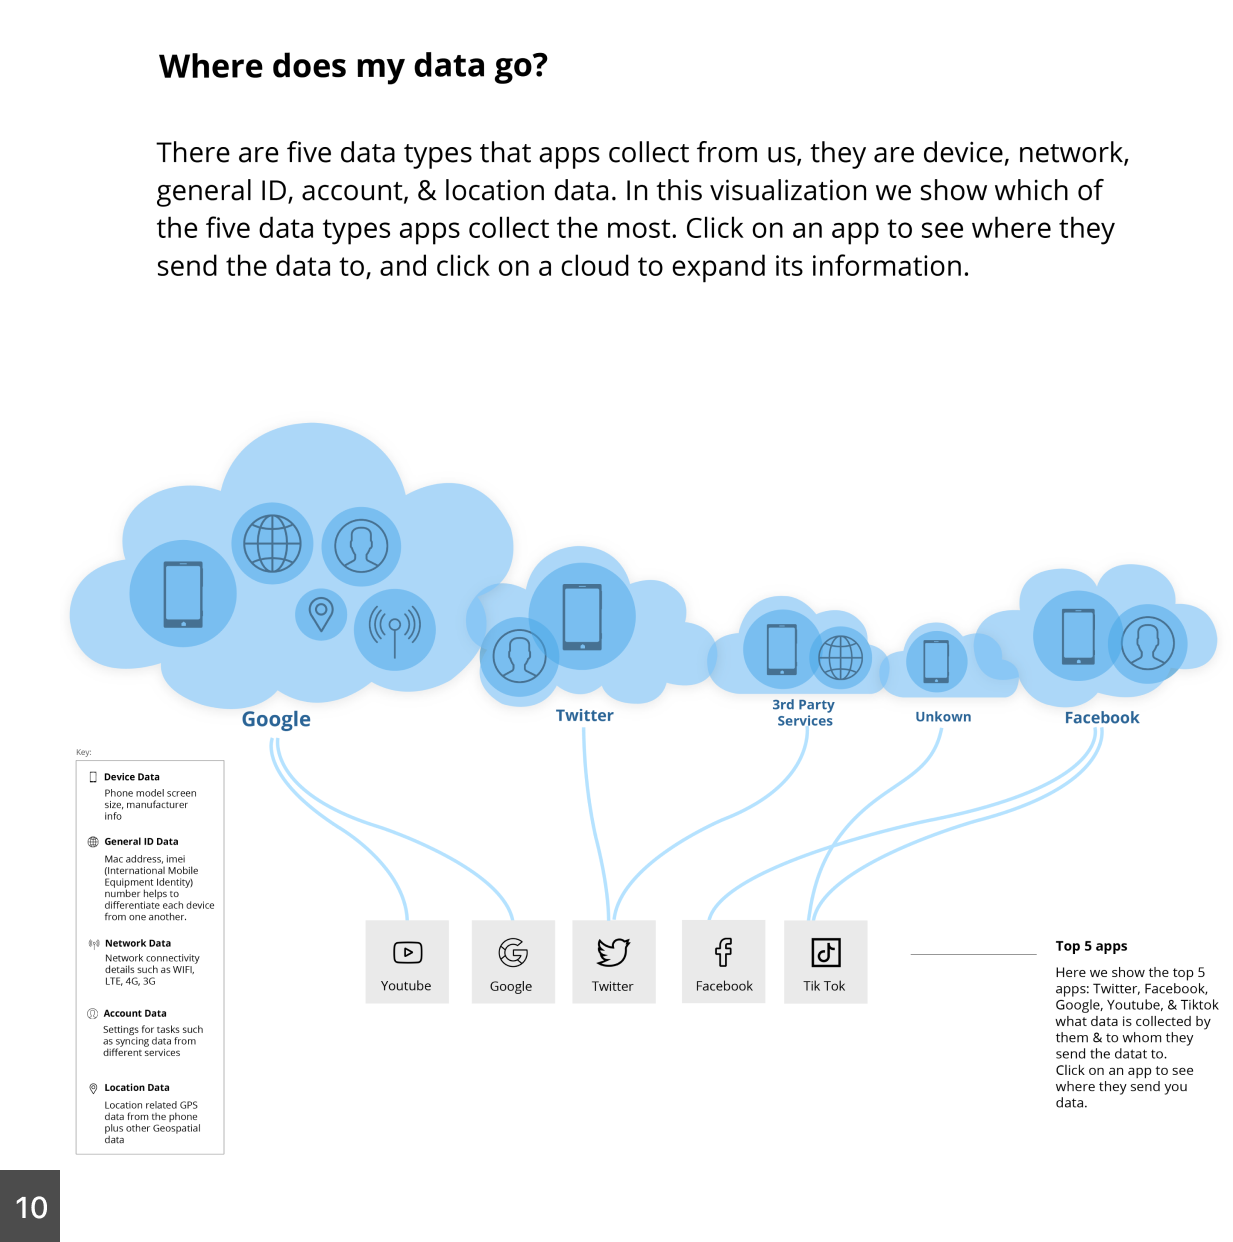 Where does my data go?
There are five data types that apps collect from us, they are device, network,
general ID, account, & location data. In this visualization we show which of
the five data types apps collect the most. Click on an app to see where they
send the data to, and click on a cloud to expand its information.
Google
Twitter
3rd Party
Services
Unkown
Facebook
Key:
Device Data
Phone model screen
size, manufacturer
info
General ID Data
Mac address, imei
(International Mobile
Equipment Identity)
number helps to
differentiate each device
from one another.
Network Data
Network connectivity
details such as WIFI,
LTE, 4G, 3G
Account Data
Settings for tasks such
as syncing data from
different services
Location Data
Location related GPS
data from the phone
plus other Geospatial
data
Youtube
Google
Twitter
Facebook
Tik Tok
Top 5 apps
Here we show the top 5
apps: Twitter, Facebook,
Google, Youtube, & Tiktok
what data is collected by
them & to whom they
send the datat to.
Click on an app to see
where they send you
data.
10